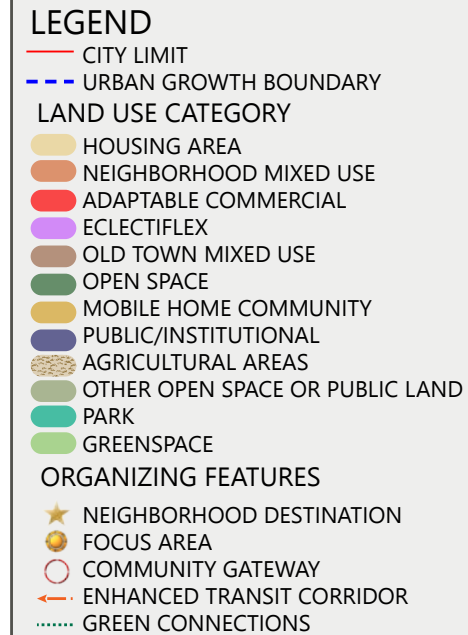 LEGEND
CITY LIMIT
URBAN GROWTH BOUNDARY
LAND USE CATEGORY
HOUSING AREA
NEIGHBORHOOD MIXED USE
ADAPTABLE COMMERCIAL
ECLECTIFLEX
OLD TOWN MIXED USE
OPEN SPACE
MOBILE HOME COMMUNITY
PUBLIC/INSTITUTIONAL
AGRICULTURAL AREAS
OTHER OPEN SPACE OR PUBLIC LAND
PARK
GREENSPACE
ORGANIZING FEATURES
NEIGHBORHOOD DESTINATION
FOCUS AREA
COMMUNITY GATEWAY
ENHANCED TRANSIT CORRIDOR
GREEN CONNECTIONS